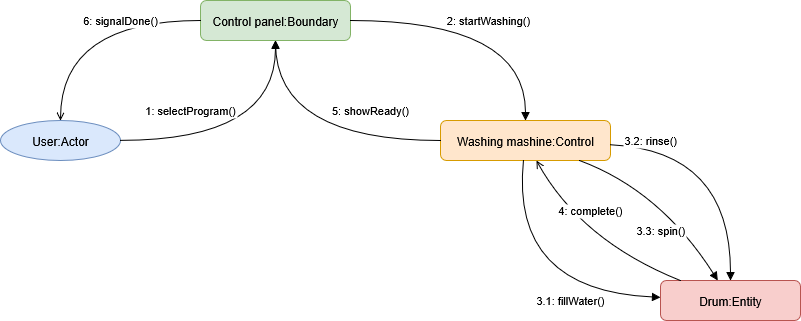 Control panel:Boundary
6: signalDone()
2: startWashing()
1: selectProgram()
5: showReady()
User:Actor
Washing mashine:Control
3.2: rinse()
4: complete()
3.3: spin()
3.1: fillWater()
Drum:Entity